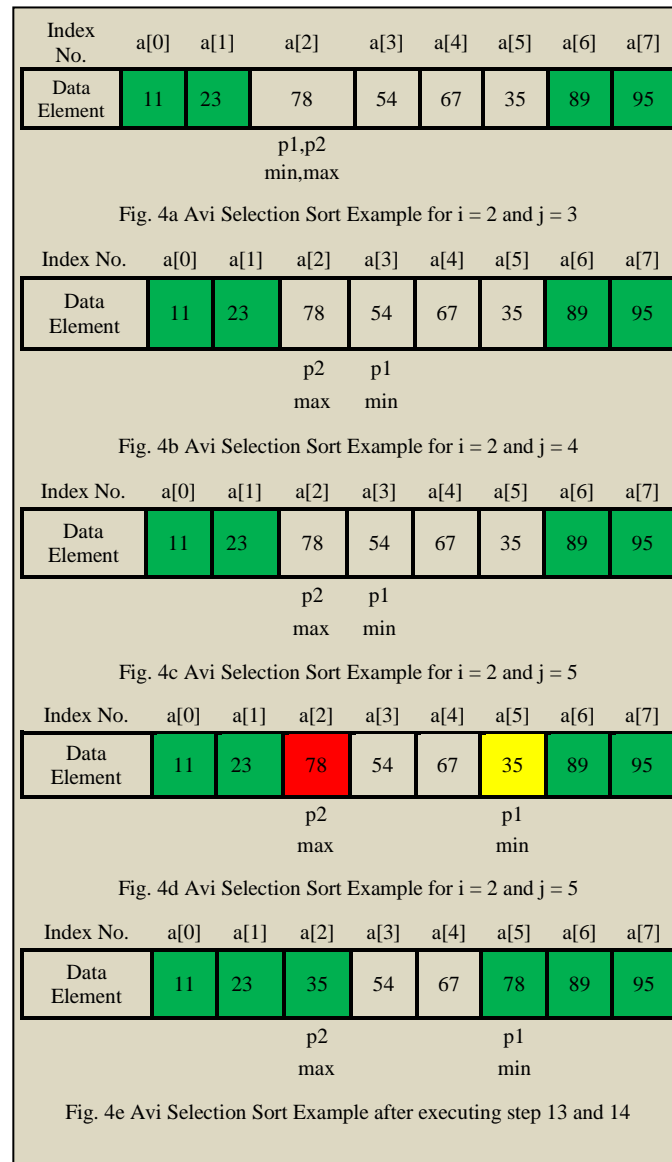 Index No. a[0] a[1] a[2] a[3] a[4] a[5] a[6] a[7]
Data Element 11 23 78 54 67 35 89 95
p1,p2
min,max
Fig. 4a Avi Selection Sort Example for i = 2 and j = 3
Index No. a[0] a[1] a[2] a[3] a[4] a[5] a[6] a[7]
Data Element 11 23 78 54 67 35 89 95
p2 p1
max min
Fig. 4b Avi Selection Sort Example for i = 2 and j = 4
Index No. a[0] a[1] a[2] a[3] a[4] a[5] a[6] a[7]
Data Element 11 23 78 54 67 35 89 95
p2 p1
max min
Fig. 4c Avi Selection Sort Example for i = 2 and j = 5
Index No. a[0] a[1] a[2] a[3] a[4] a[5] a[6] a[7]
Data Element 11 23 78 54 67 35 89 95
p2 p1
max min
Fig. 4d Avi Selection Sort Example for i = 2 and j = 5
Index No. a[0] a[1] a[2] a[3] a[4] a[5] a[6] a[7]
Data Element 11 23 35 54 67 78 89 95
p2 p1
max min
Fig. 4e Avi Selection Sort Example after executing step 13 and 14